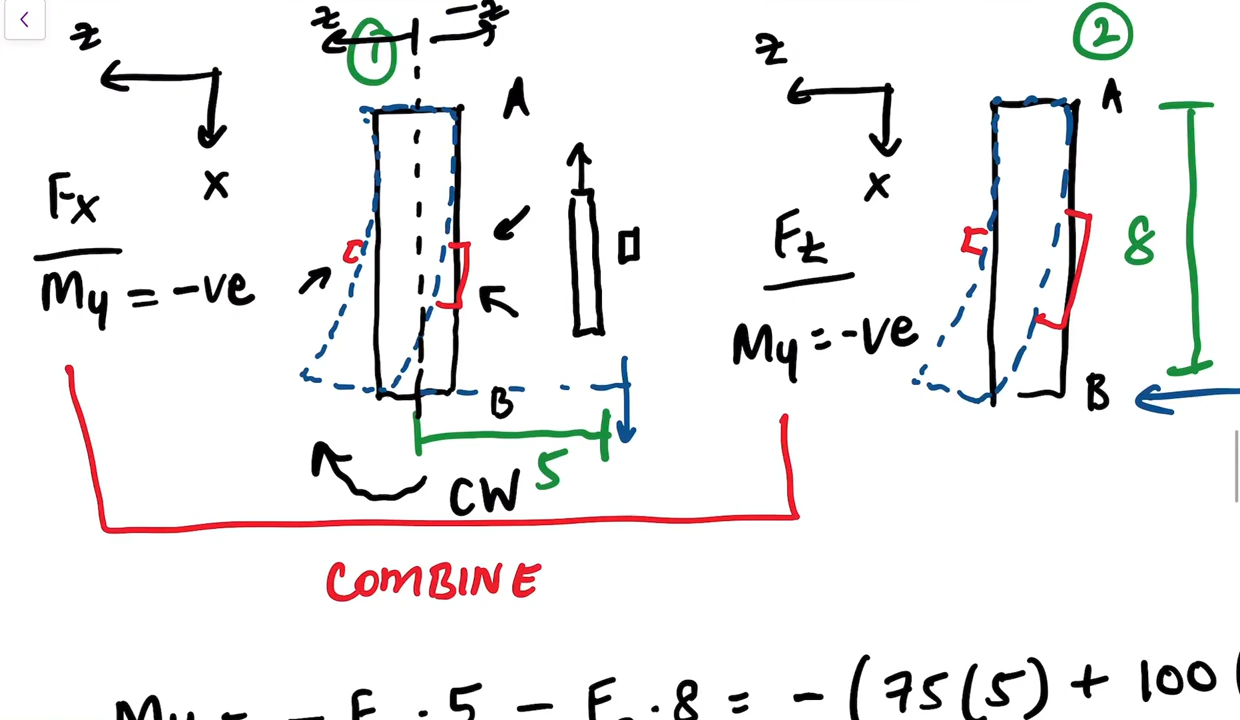 z
x
z -z
①
A
Fx
My = -ve
B
5
CW
z
x
②
A
8
Fz
My = -ve
B
COMBINE
My = - F · 5 - F · 8 = - ( 75 (5) + 100 (